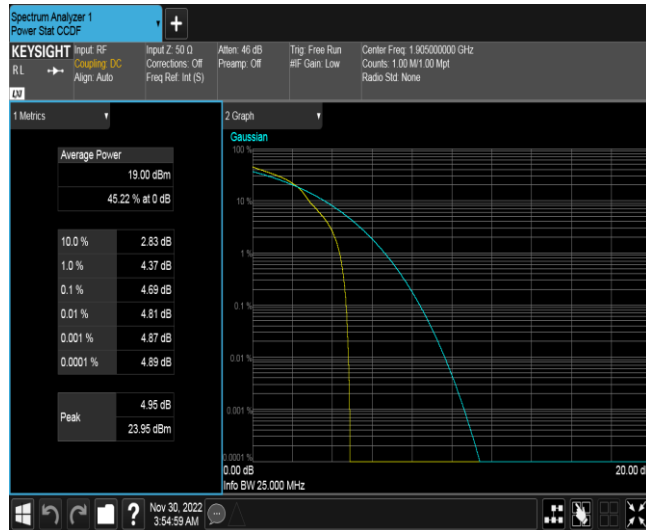 Spectrum Analyzer 1
Power Stat CCDF
+
KEYSIGHT
RL
LXI
Input: RF
Coupling: DC
Align: Auto
Input Z: 50 Ω
Corrections: Off
Freq Ref: Int (S)
Atten: 46 dB
Preamp: Off
Trig: Free Run
#IF Gain: Low
Center Freq: 1.905000000 GHz
Counts: 1.00 M/1.00 Mpt
Radio Std: None
1 Metrics
Average Power
19.00 dBm
45.22 % at 0 dB
10.0 % 2.83 dB
1.0 % 4.37 dB
0.1 % 4.69 dB
0.01 % 4.81 dB
0.001 % 4.87 dB
0.0001 % 4.89 dB
Peak
4.95 dB
23.95 dBm
2 Graph
Gaussian
100 %
10 %
1 %
0.1 %
0.01 %
0.001 %
0.0001 %
0.00 dB 20.00 d
Info BW 25.000 MHz
?
Nov 30, 2022
3:54:59 AM